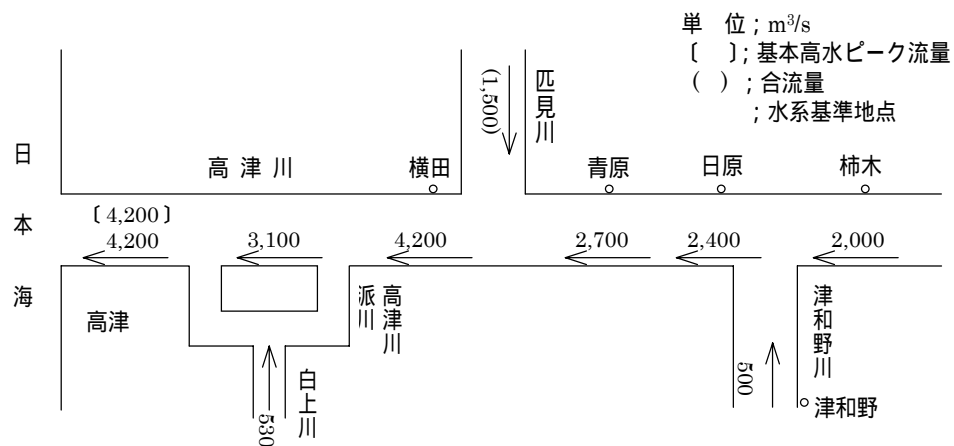 単 位 ; m³/s
〔 〕; 基本高水ピーク流量
( ) ; 合流量
; 水系基準地点
日本海
高津川
横田
匹見川
(1,500)
青原
日原
柿木
〔 4,200 〕
4,200
3,100
4,200
2,700
2,400
2,000
高津
高津川
派川
白上川
530
津和野川
500
津和野